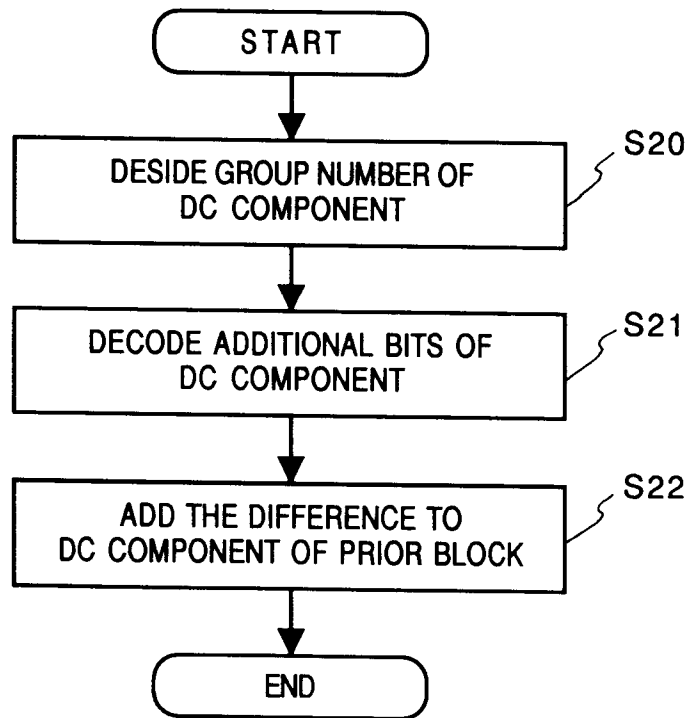 START
S20
DESIDE GROUP NUMBER OF
DC COMPONENT
S21
DECODE ADDITIONAL BITS OF
DC COMPONENT
S22
ADD THE DIFFERENCE TO
DC COMPONENT OF PRIOR BLOCK
END